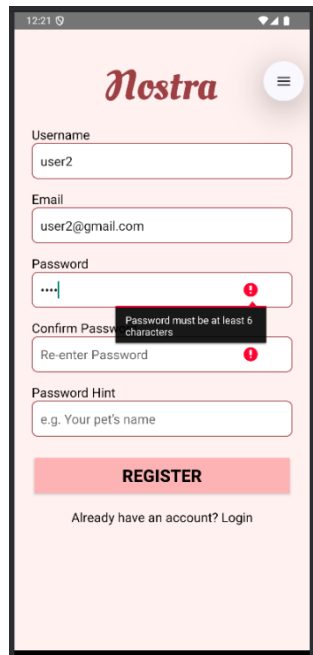 12:21
Nostra
Username
user2
Email
user2@gmail.com
Password
••••
Password must be at least 6
characters
Confirm Passw
Re-enter Password
Password Hint
e.g. Your pet's name
REGISTER
Already have an account? Login